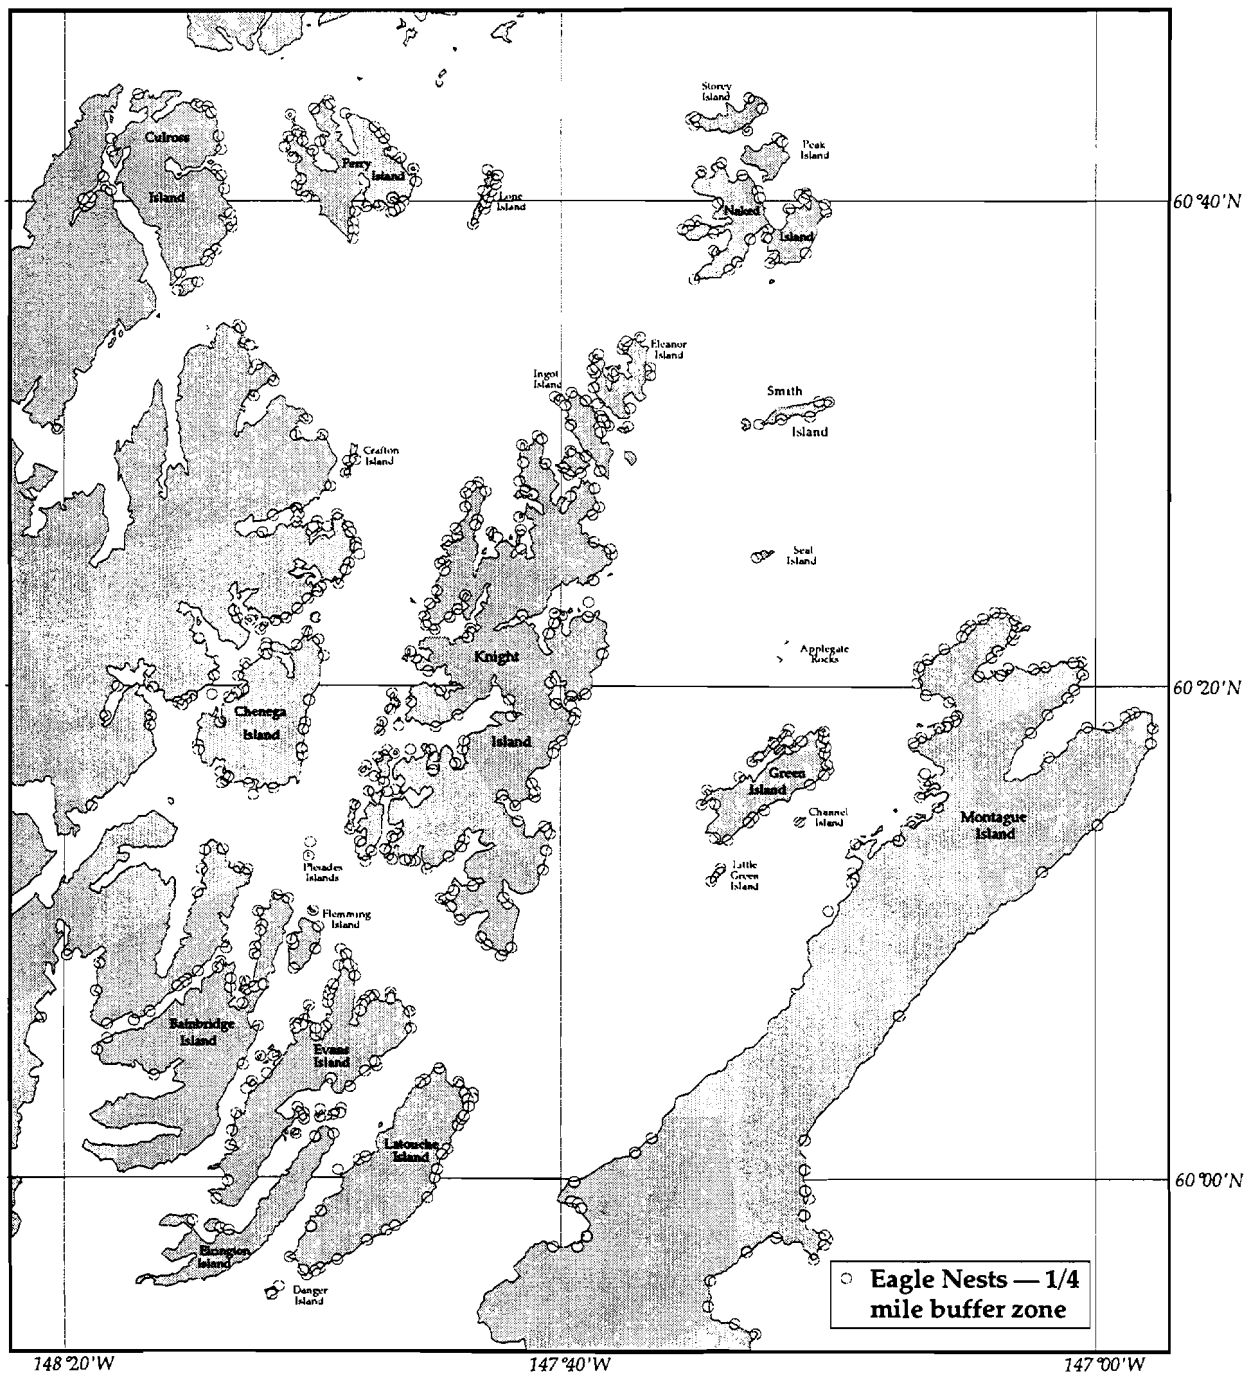 Storey
Island
Culross
Peak
Island
Perry
Island
Island
Lone
Island
60°40'N
Naked
Island
Eleanor
Island
Ingot
Island
Smith
Island
Crafton
Island
Seal
Island
Knight
Applegate
Rocks
60°20'N
Chenega
Island
Island
Green
Island
Channel
Island
Montague
Island
Pleiades
Islands
Little
Green
Island
Flemming
Island
Bainbridge
Island
Evans
Island
Latouche
Island
60°00'N
Elrington
Island
Danger
Island
Eagle Nests — 1/4
mile buffer zone
148°20'W
147°40'W
147°00'W